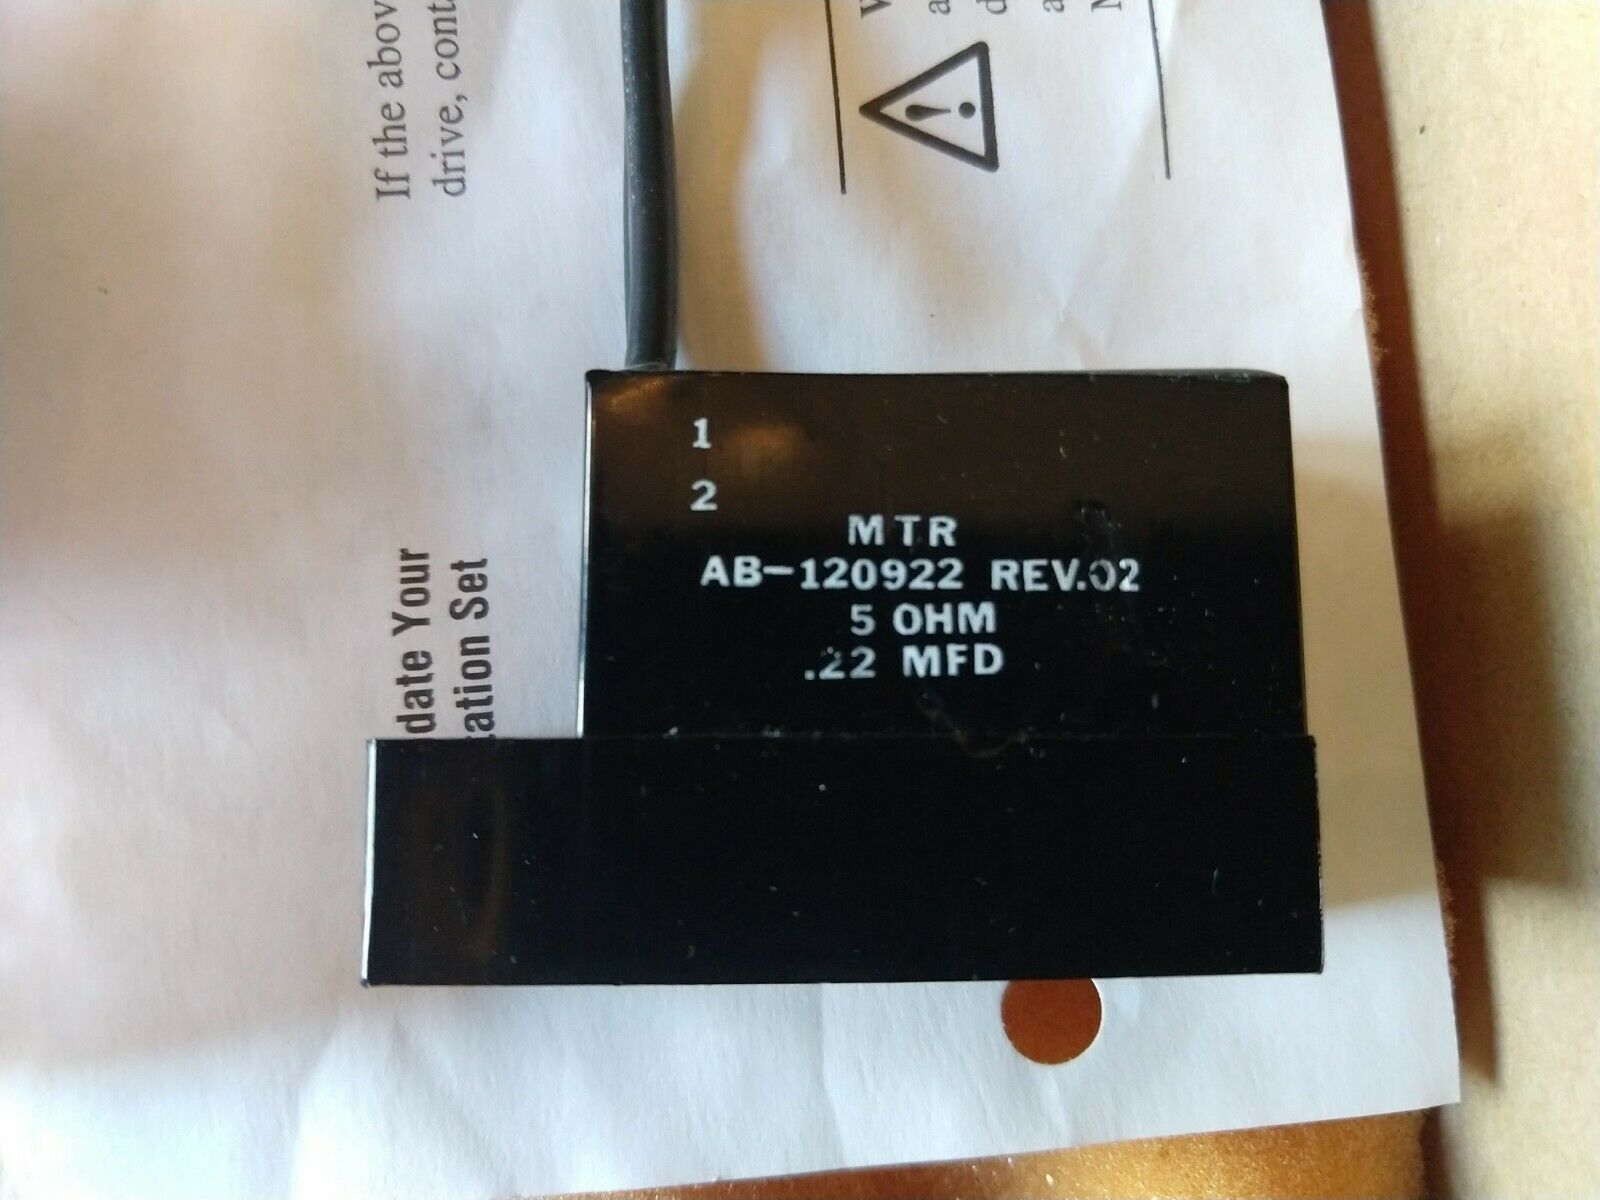 1
2
MTR
AB-120922 REV.02
5 OHM
.22 MFD
If the above
drive, cont
date Your
ation Set